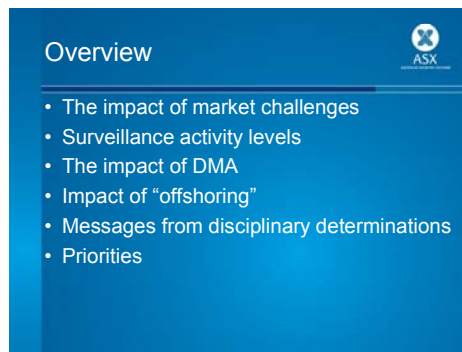 Overview
ASX
• The impact of market challenges
• Surveillance activity levels
• The impact of DMA
• Impact of “offshoring”
• Messages from disciplinary determinations
• Priorities